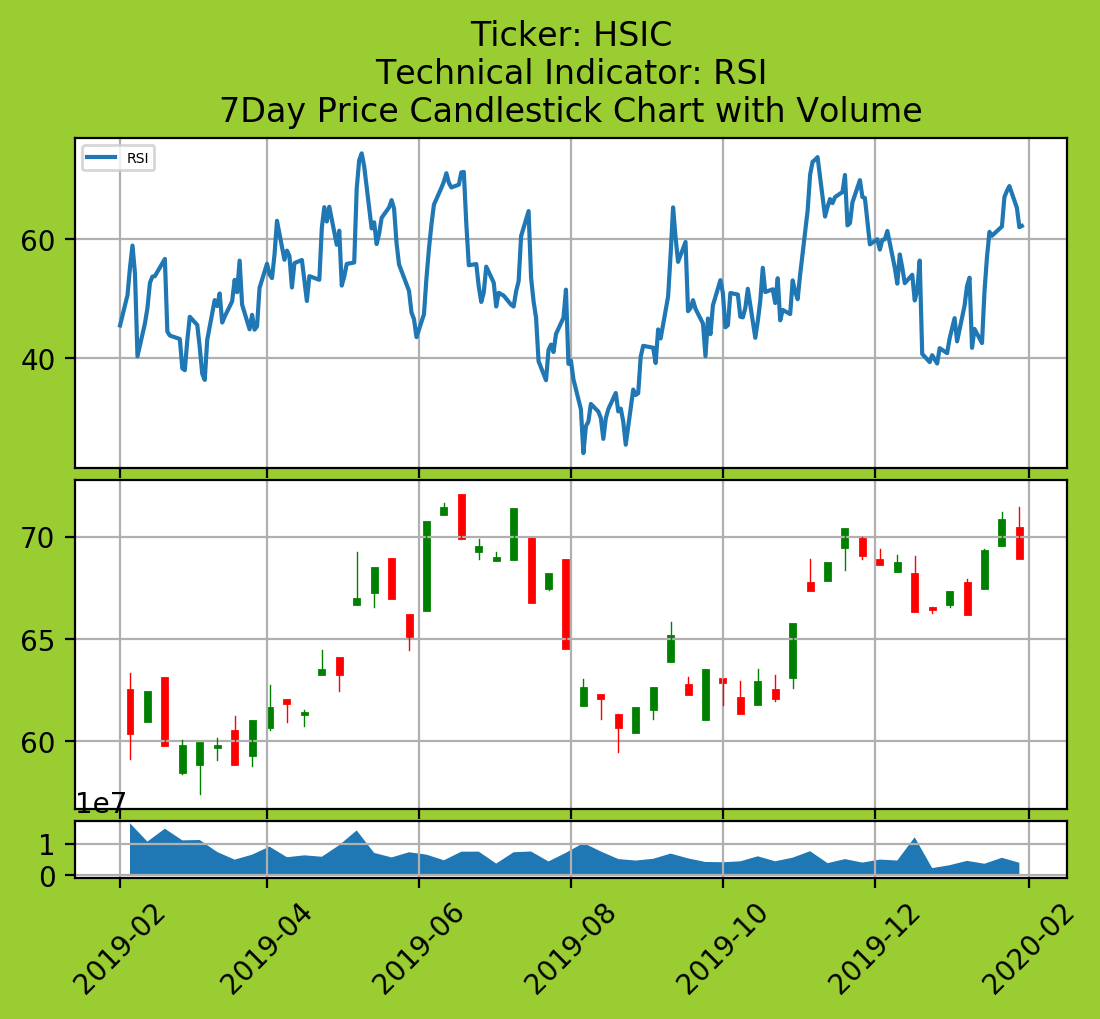 Ticker: HSIC
Technical Indicator: RSI
7Day Price Candlestick Chart with Volume
RSI
60
40
70
65
60
1e7
1
0
2019-02
2019-04
2019-06
2019-08
2019-10
2019-12
2020-02